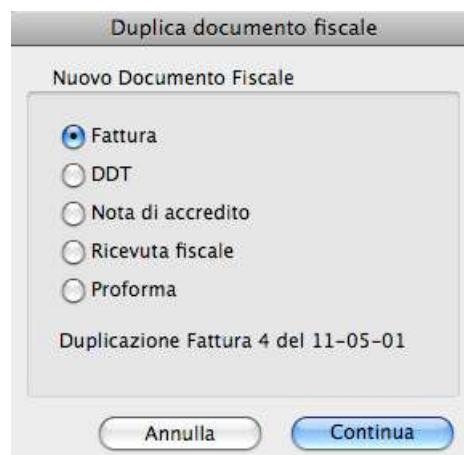 Duplica documento fiscale
Nuovo Documento Fiscale
Fattura
DDT
Nota di accredito
Ricevuta fiscale
Proforma
Duplicazione Fattura 4 del 11-05-01
Annulla
Continua